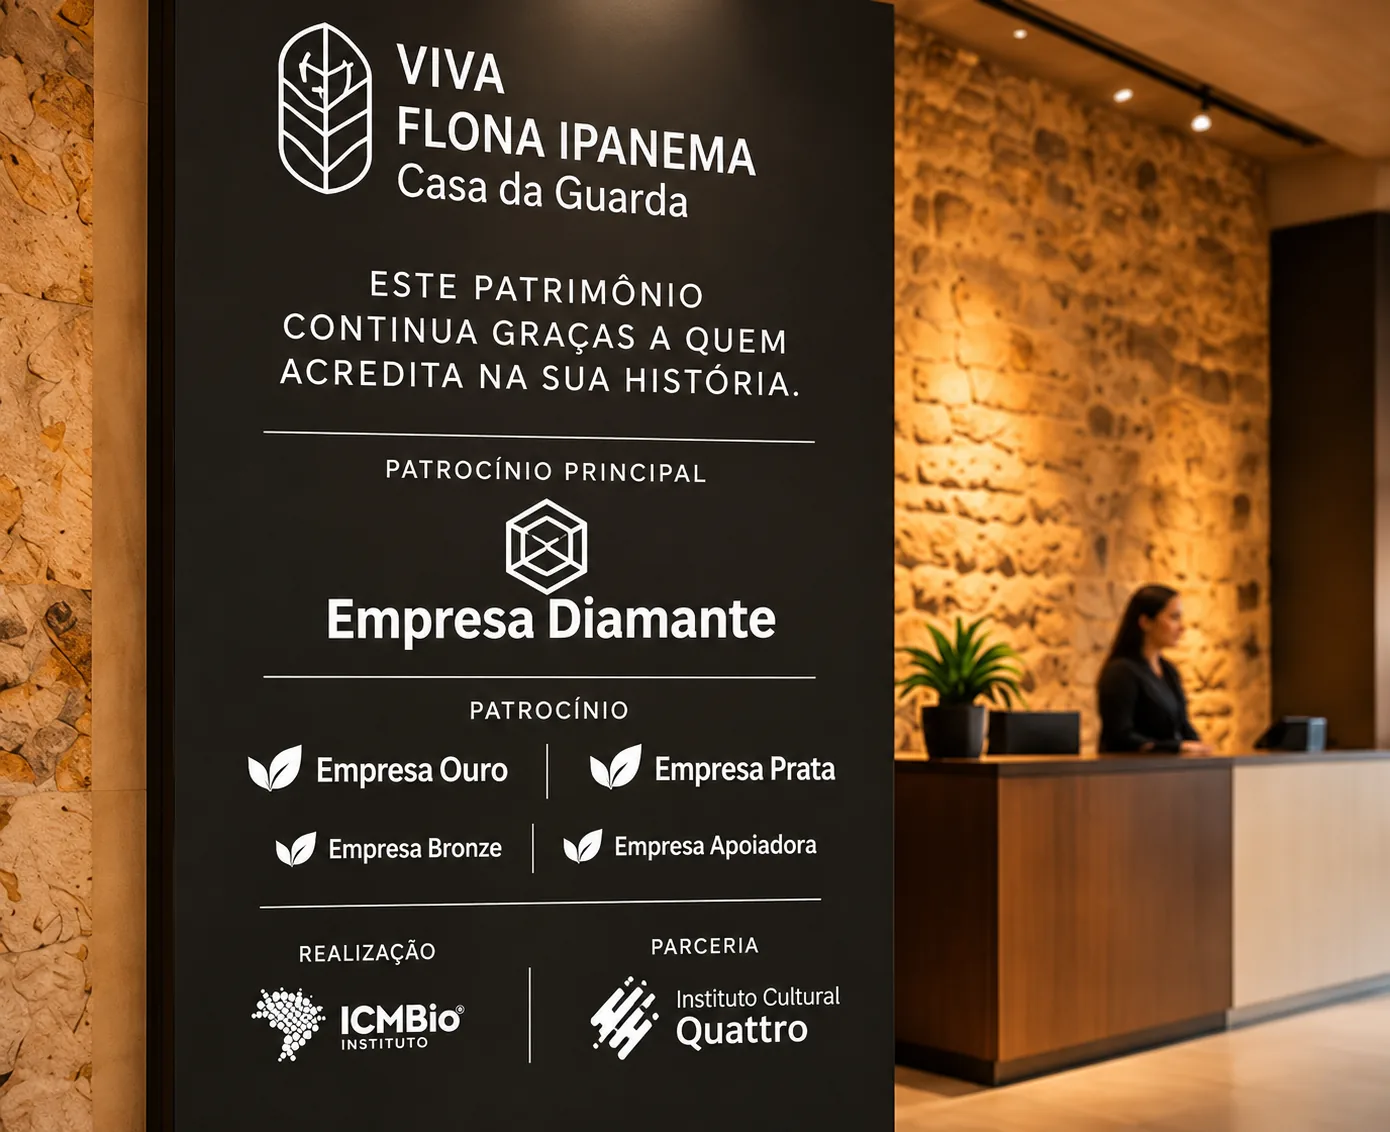 VIVA
FLONA IPANEMA
Casa da Guarda
ESTE PATRIMÔNIO
CONTINUA GRAÇAS A QUEM
ACREDITA NA SUA HISTÓRIA.
PATROCÍNIO PRINCIPAL
Empresa Diamante
PATROCÍNIO
Empresa Ouro
Empresa Prata
Empresa Bronze
Empresa Apoiadora
REALIZAÇÃO
ICMBio®
INSTITUTO
PARCERIA
Instituto Cultural
Quattro